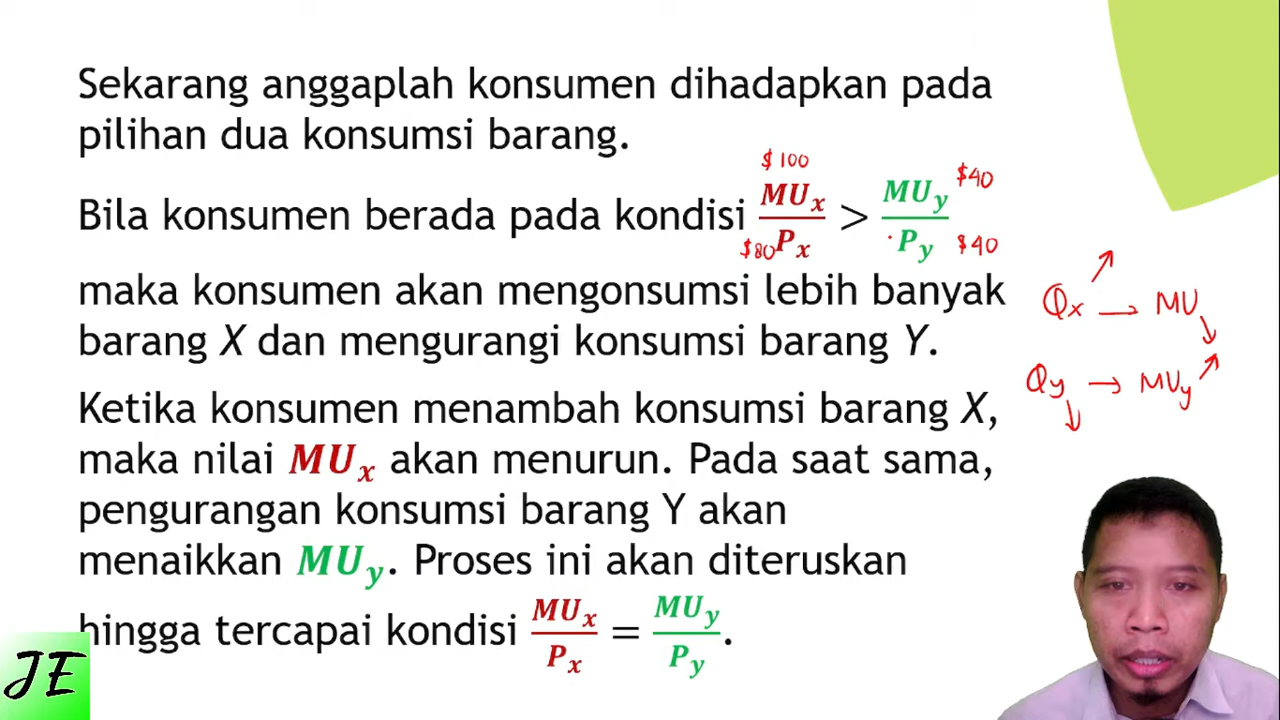 Sekarang anggaplah konsumen dihadapkan pada
pilihan dua konsumsi barang.
$100
$40
Bila konsumen berada pada kondisi MUx/Px > MUy/Py
$80
$40
maka konsumen akan mengonsumsi lebih banyak
barang X dan mengurangi konsumsi barang Y.
Qx ↗ → MU ↘
Qy ↓ → MUy ↗
Ketika konsumen menambah konsumsi barang X,
maka nilai MUx akan menurun. Pada saat sama,
pengurangan konsumsi barang Y akan
menaikkan MUy. Proses ini akan diteruskan
hingga tercapai kondisi MUx/Px = MUy/Py.
JE